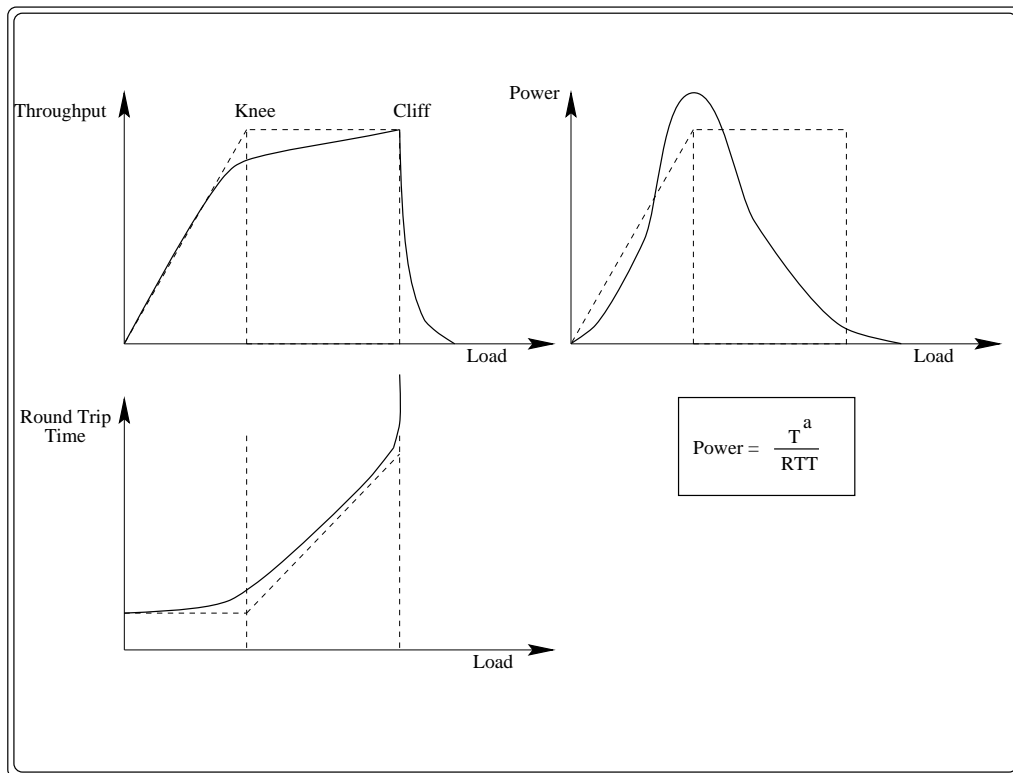 Throughput
Knee
Cliff
Load
Power
Load
Round Trip
Time
Load
Power = T^a / RTT